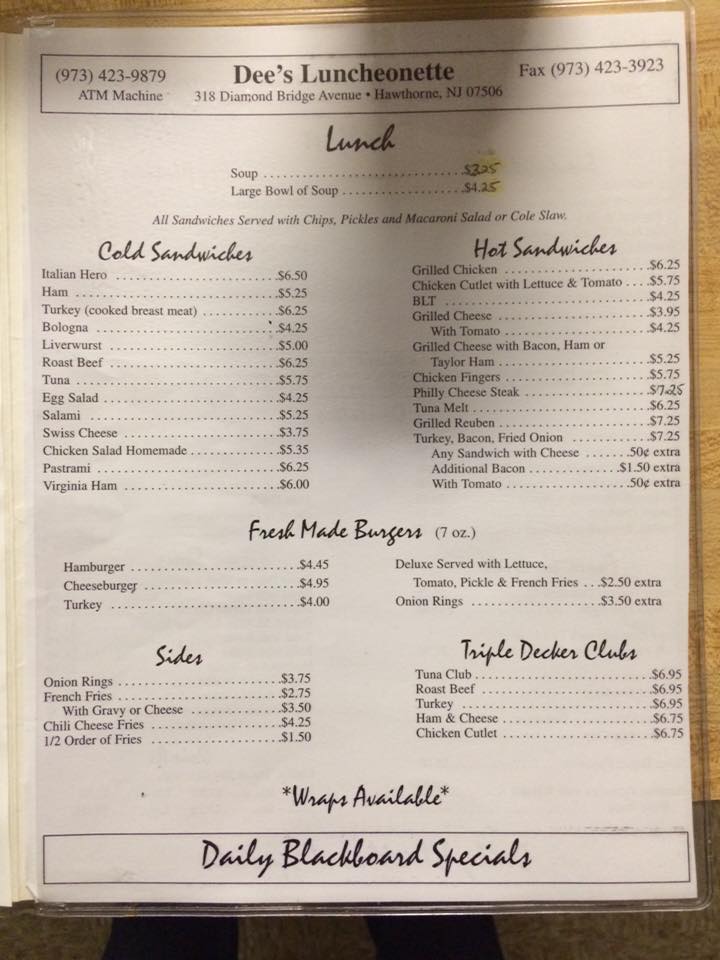 (973) 423-9879 Dee's Luncheonette Fax (973) 423-3923
ATM Machine 318 Diamond Bridge Avenue • Hawthorne, NJ 07506
Lunch
Soup $3.25
Large Bowl of Soup $4.25
All Sandwiches Served with Chips, Pickles and Macaroni Salad or Cole Slaw.
Cold Sandwiches
Italian Hero $6.50
Ham $5.25
Turkey (cooked breast meat) $6.25
Bologna $4.25
Liverwurst $5.00
Roast Beef $6.25
Tuna $5.75
Egg Salad $4.25
Salami $5.25
Swiss Cheese $3.75
Chicken Salad Homemade $5.35
Pastrami $6.25
Virginia Ham $6.00
Hot Sandwiches
Grilled Chicken $6.25
Chicken Cutlet with Lettuce & Tomato $5.75
BLT $4.25
Grilled Cheese $3.95
With Tomato $4.25
Grilled Cheese with Bacon, Ham or
Taylor Ham $5.25
Chicken Fingers $5.75
Philly Cheese Steak $7.25
Tuna Melt $6.25
Grilled Reuben $7.25
Turkey, Bacon, Fried Onion $7.25
Any Sandwich with Cheese .50¢ extra
Additional Bacon $1.50 extra
With Tomato .50¢ extra
Fresh Made Burgers (7 oz.)
Hamburger $4.45
Cheeseburger $4.95
Turkey $4.00
Deluxe Served with Lettuce,
Tomato, Pickle & French Fries $2.50 extra
Onion Rings $3.50 extra
Sides
Onion Rings $3.75
French Fries $2.75
With Gravy or Cheese $3.50
Chili Cheese Fries $4.25
1/2 Order of Fries $1.50
Triple Decker Clubs
Tuna Club $6.95
Roast Beef $6.95
Turkey $6.95
Ham & Cheese $6.75
Chicken Cutlet $6.75
*Wraps Available*
Daily Blackboard Specials